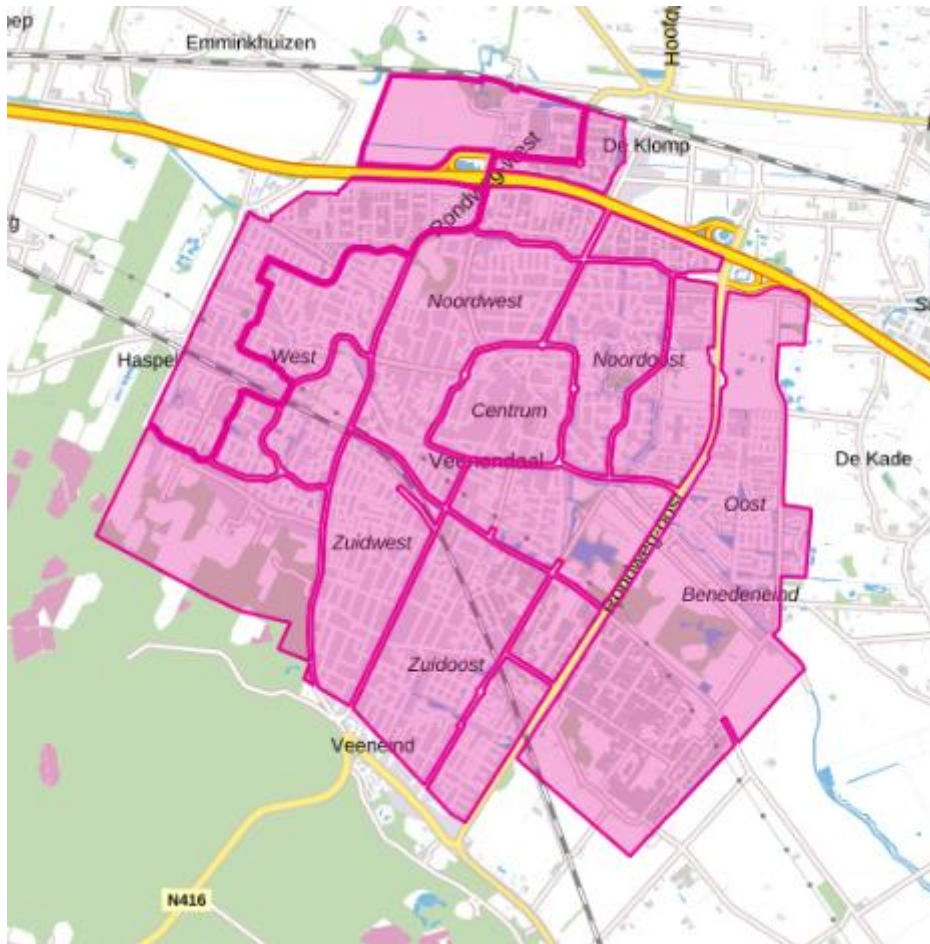 Emminkhuizen
De Klomp
Rondweg-west
Noordwest
Noordoost
West
Haspel
Centrum
Veenendaal
De Kade
Oost
Zuidwest
Rondweg-oost
Benedeneind
Zuidoost
Veeneind
N416